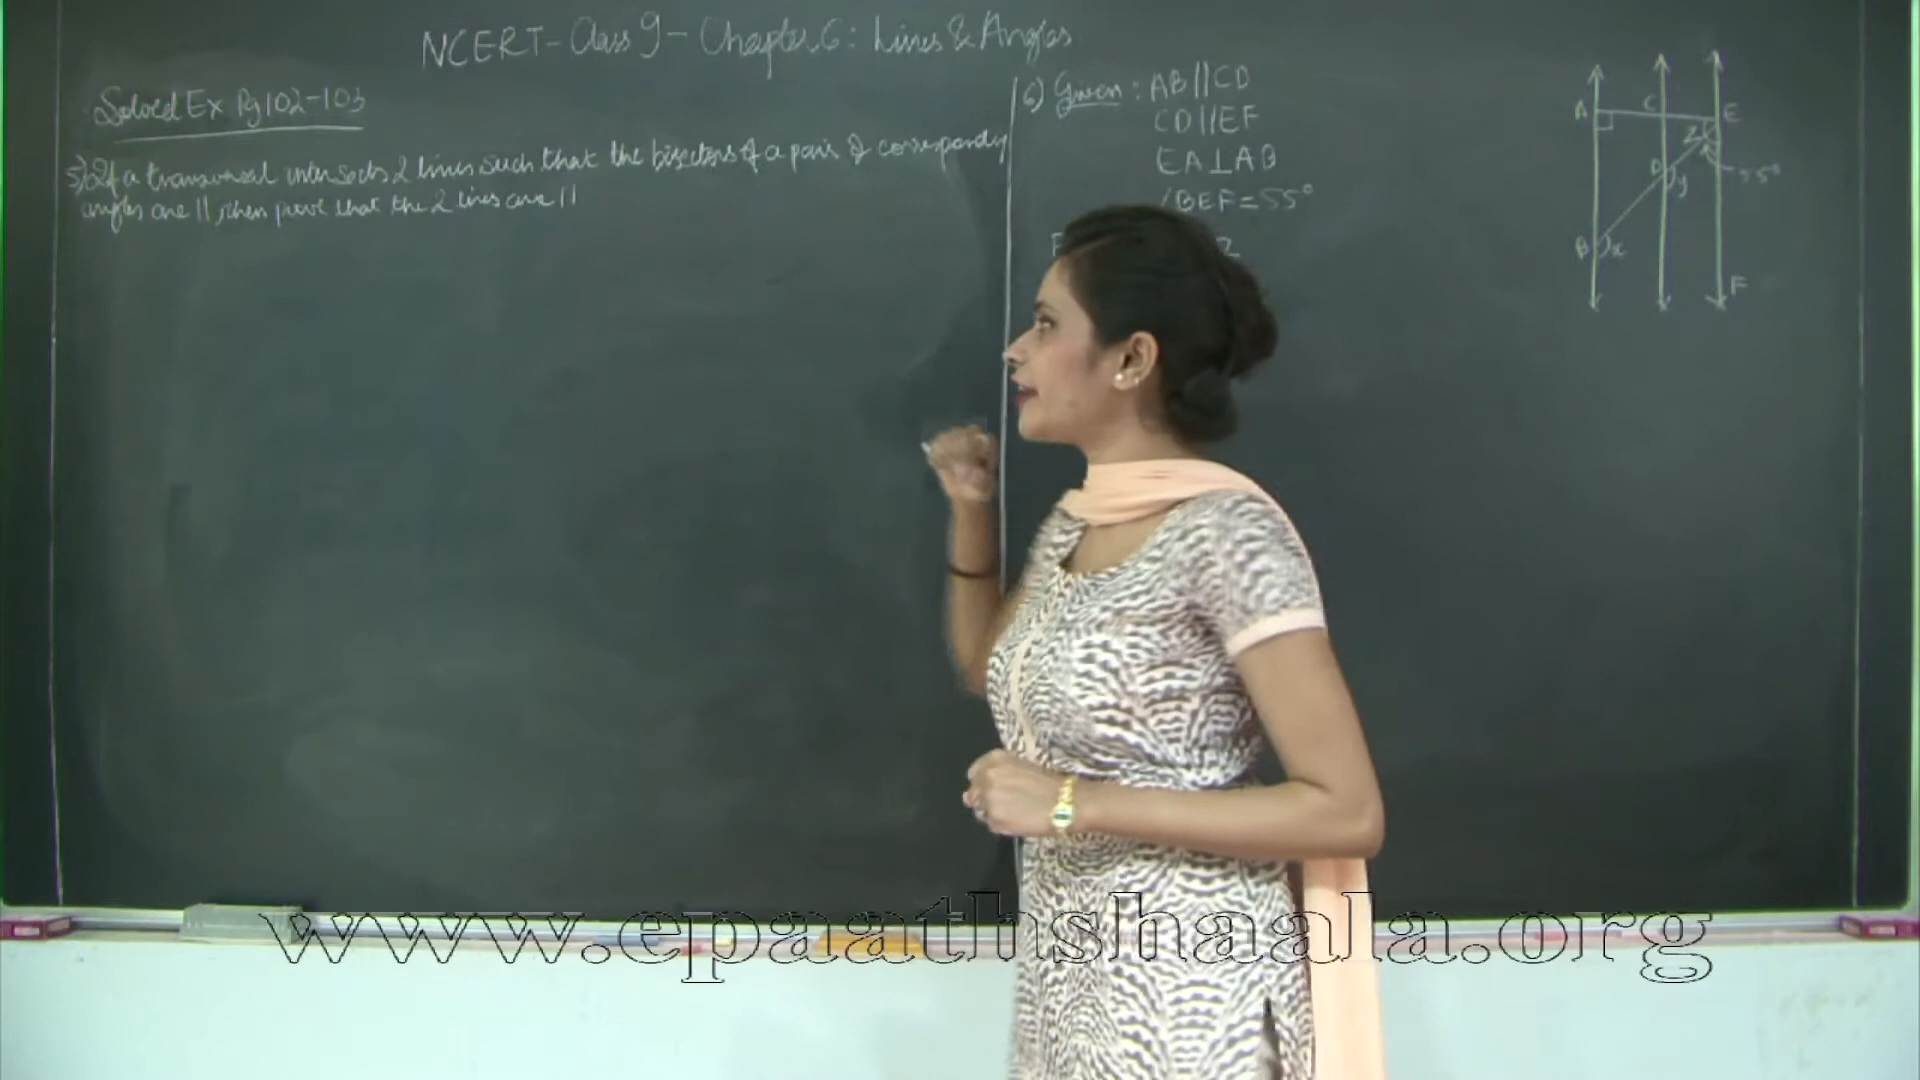 NCERT - Class 9 - Chapter 6 : Lines & Angles
Solved Ex Pg 102-103
5) If a transversal intersects 2 lines such that the bisectors of a pair of corresponding
angles are || , then prove that the 2 lines are ||
6) Given : AB || CD
CD || EF
EA ⊥ AB
∠BEF = 55°
z
A
C
E
z
D
55°
y
B
x
F
www.epaathshaala.org